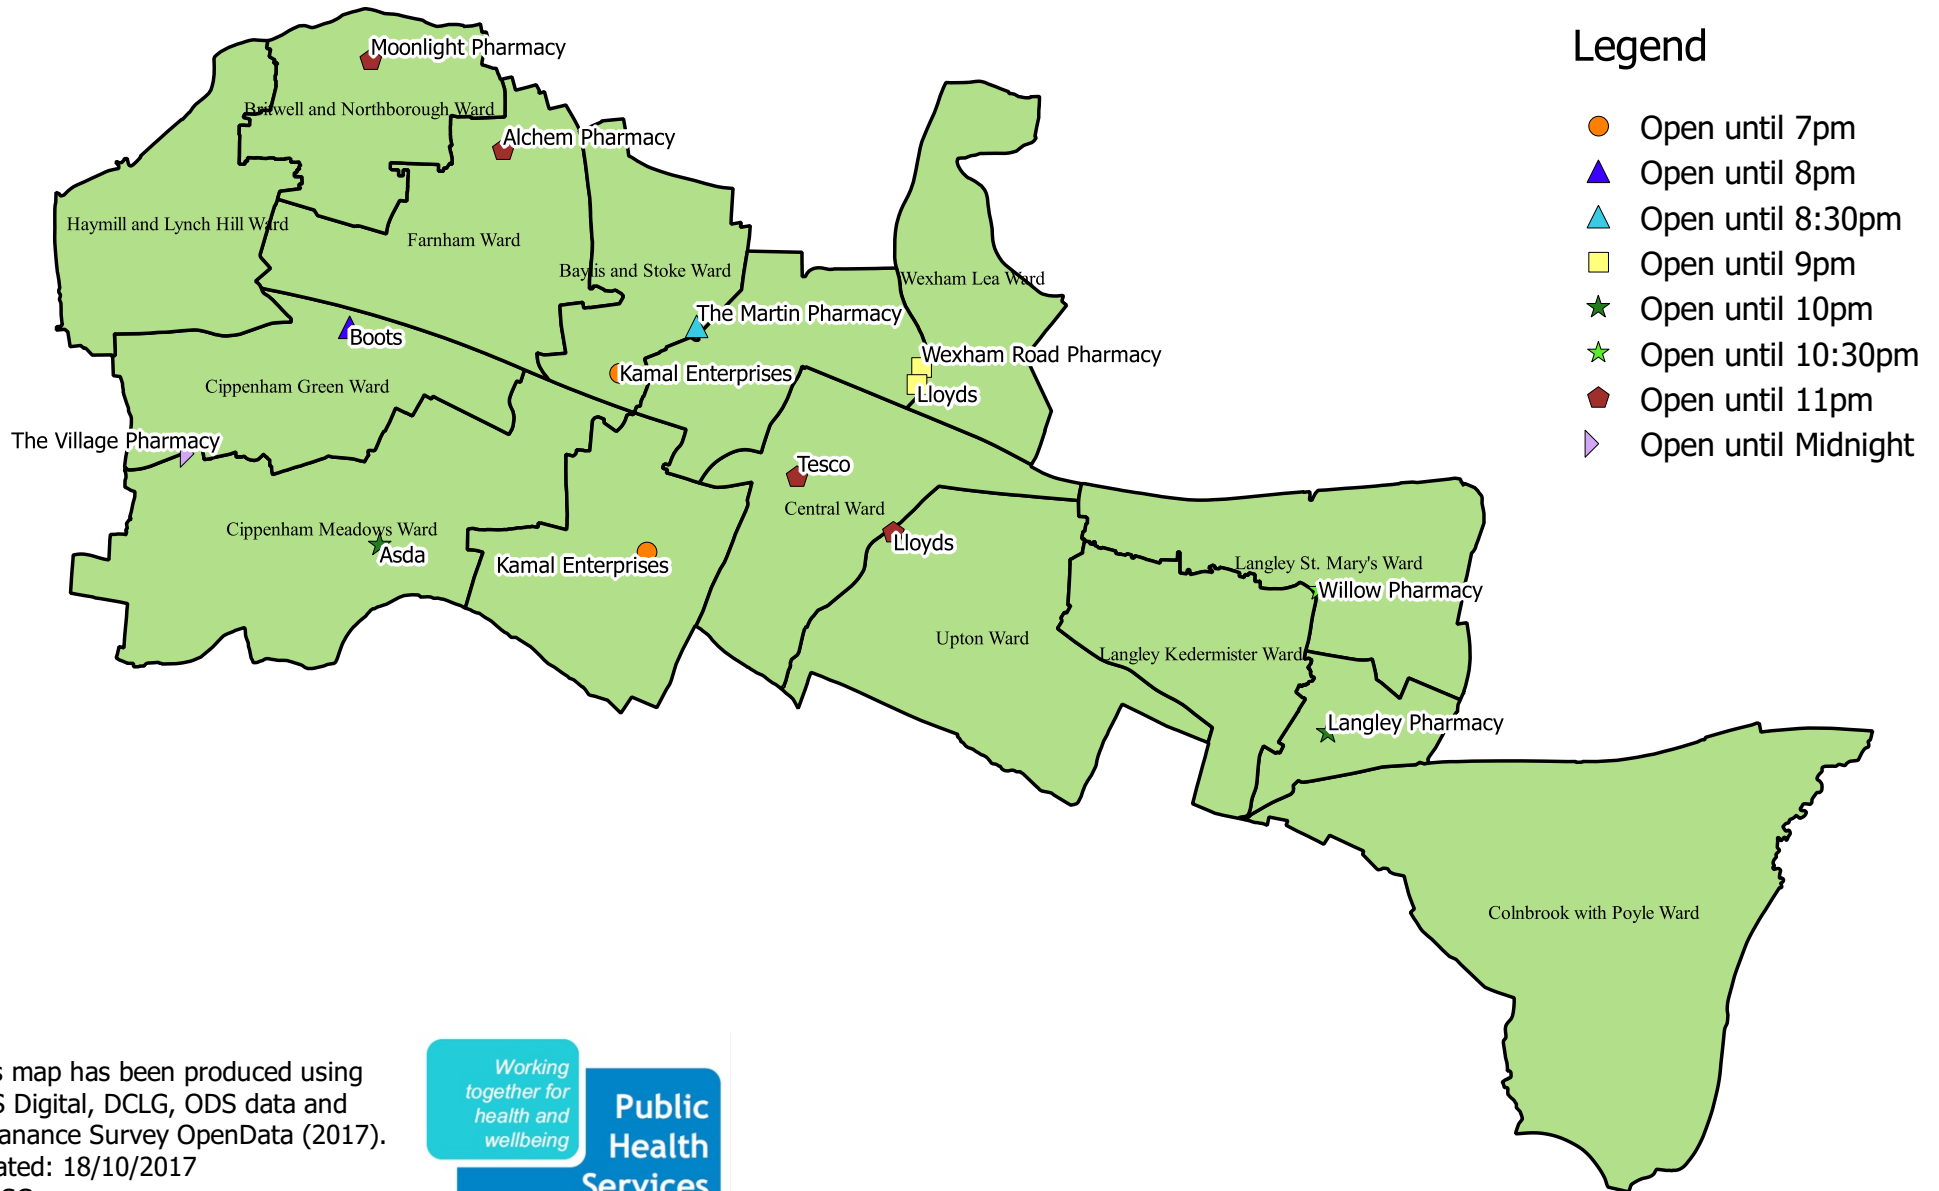 Moonlight Pharmacy
Britwell and Northborough Ward
Alchem Pharmacy
Haymill and Lynch Hill Ward
Farnham Ward
Baylis and Stoke Ward
Wexham Lea Ward
The Martin Pharmacy
Boots
Wexham Road Pharmacy
Kamal Enterprises
Cippenham Green Ward
Lloyds
The Village Pharmacy
Tesco
Central Ward
Cippenham Meadows Ward
Asda
Lloyds
Kamal Enterprises
Langley St. Mary's Ward
Willow Pharmacy
Upton Ward
Langley Kedermister Ward
Langley Pharmacy
Colnbrook with Poyle Ward
Legend
Open until 7pm
Open until 8pm
Open until 8:30pm
Open until 9pm
Open until 10pm
Open until 10:30pm
Open until 11pm
Open until Midnight
s map has been produced using
S Digital, DCLG, ODS data and
anance Survey OpenData (2017).
ated: 18/10/2017
Working
together for
health and
wellbeing
Public
Health
Services